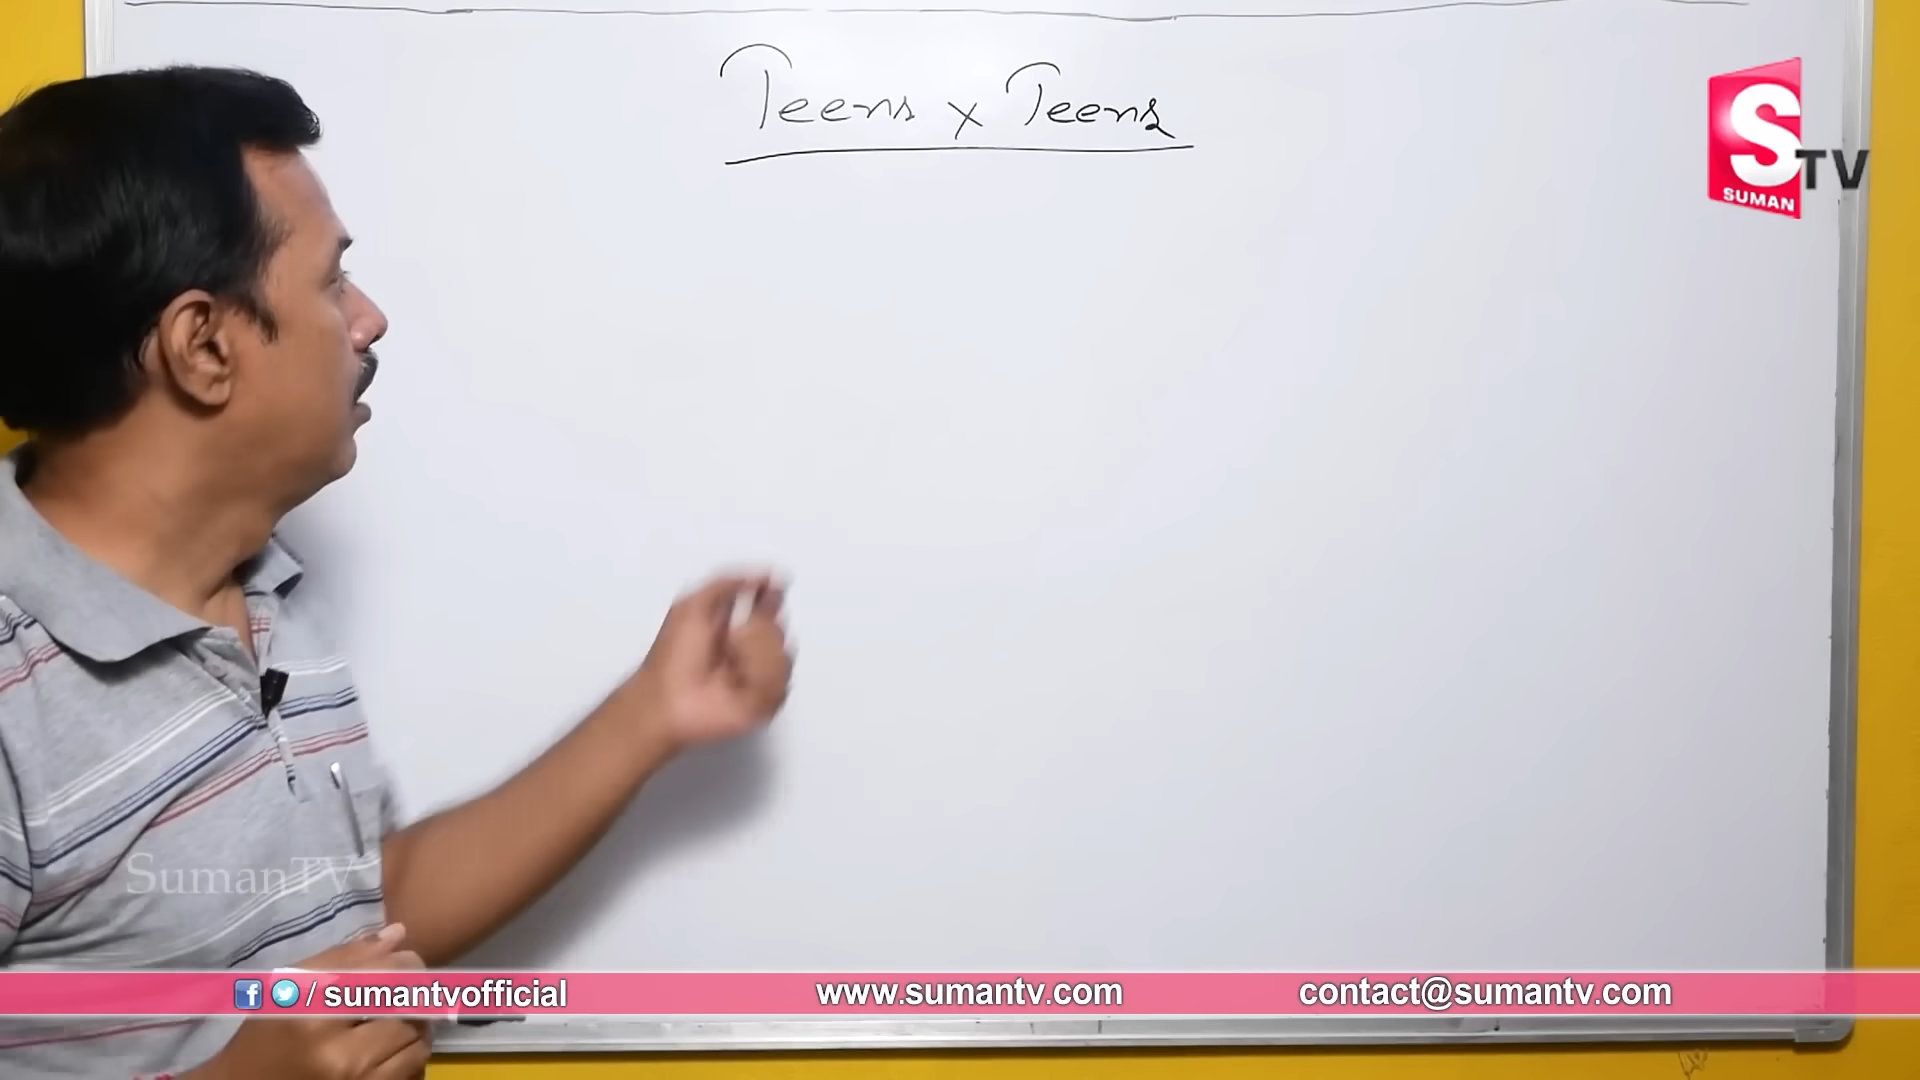 Teens x Teens
S TV
SUMAN
SumanTV
/ sumantvofficial
www.sumantv.com
contact@sumantv.com